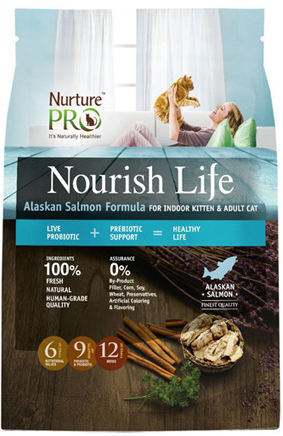 Nurture™
PRO
It's Naturally Healthier
Nourish Life
Alaskan Salmon Formula FOR INDOOR KITTEN & ADULT CAT
LIVE PROBIOTIC + PREBIOTIC SUPPORT = HEALTHY LIFE
INGREDIENTS
100%
FRESH
NATURAL
HUMAN-GRADE
QUALITY
ASSURANCE
0%
By-Product
Filler, Corn, Soy,
Wheat, Preservatives,
Artificial Coloring
& Flavoring
ALASKAN
SALMON
FINEST QUALITY
6
9
12